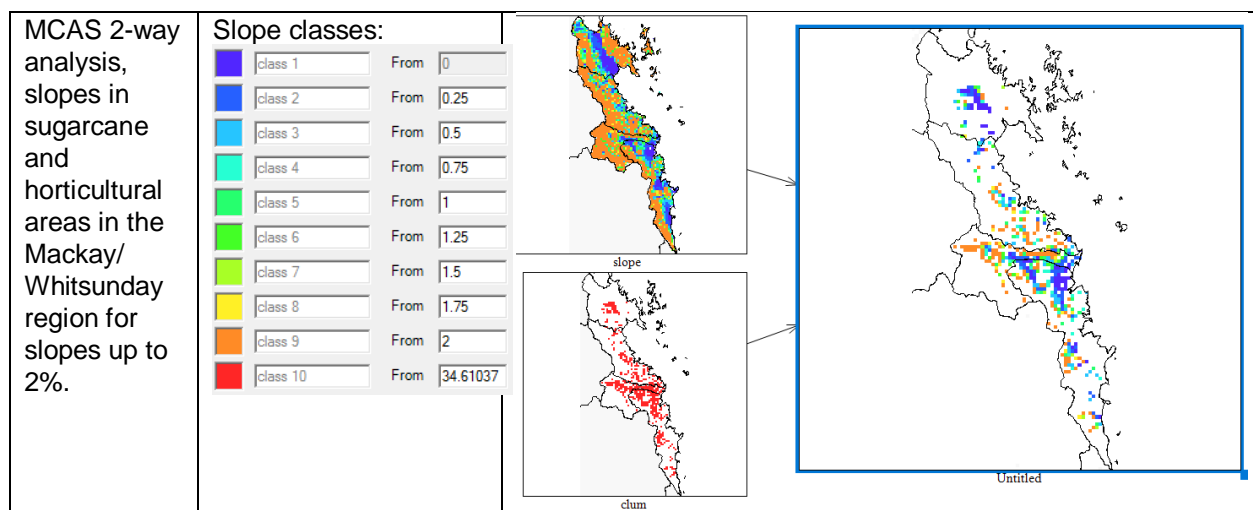 MCAS 2-way
analysis,
slopes in
sugarcane
and
horticultural
areas in the
Mackay/
Whitsunday
region for
slopes up to
2%.
Slope classes:
class 1 From 0
class 2 From 0.25
class 3 From 0.5
class 4 From 0.75
class 5 From 1
class 6 From 1.25
class 7 From 1.5
class 8 From 1.75
class 9 From 2
class 10 From 34.61037
slope
clum
Untitled